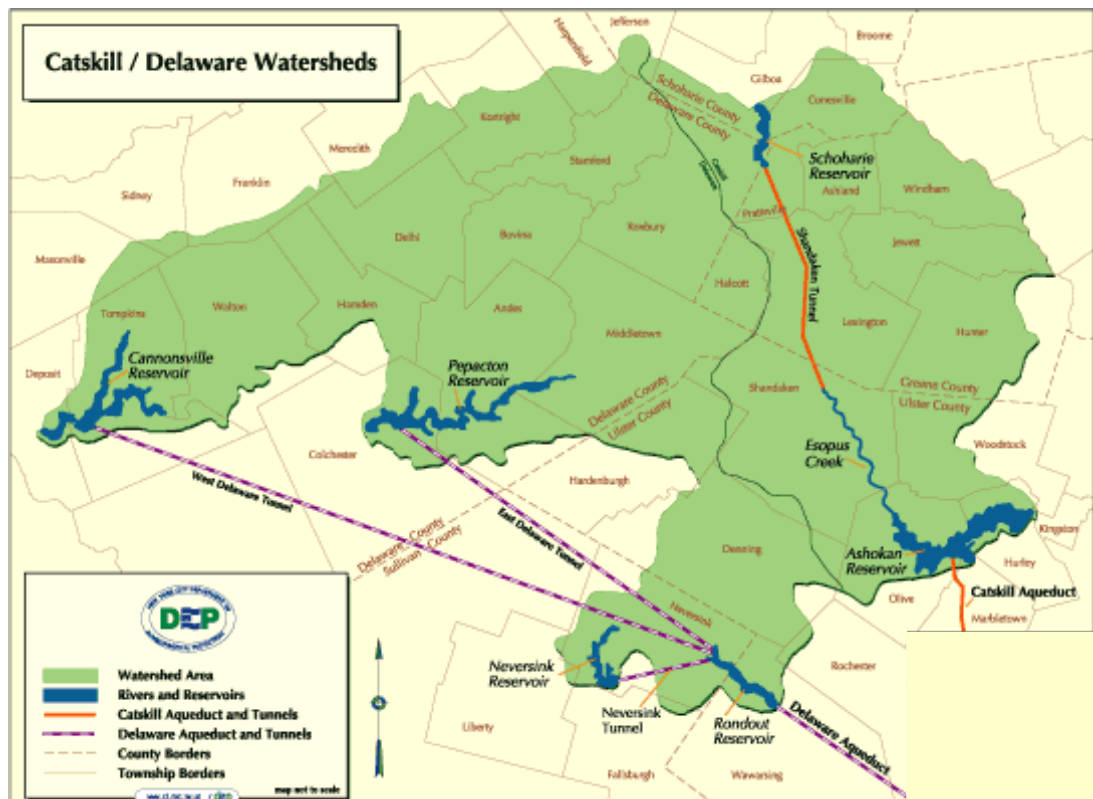 Catskill / Delaware Watersheds
Jefferson
Harpersfield
Broome
Gilboa
Conesville
Schoharie County
Delaware County
Kortright
Meredith
Stamford
Schoharie
Reservoir
Franklin
Sidney
Catskill
Delaware
Ashland
Windham
Prattsville
Roxbury
Bovina
Delhi
Jewett
Masonville
Shandaken Tunnel
Halcott
Walton
Hamden
Andes
Tompkins
Lexington
Hunter
Middletown
Cannonsville
Reservoir
Deposit
Pepacton
Reservoir
Shandaken
Greene County
Ulster County
Delaware County
Ulster County
Woodstock
Esopus
Creek
Colchester
West Delaware Tunnel
Hardenburgh
East Delaware Tunnel
Kingston
Denning
Ashokan
Reservoir
Hurley
Delaware County
Sullivan County
Olive
Catskill Aqueduct
Marbletown
Neversink
Rochester
Neversink
Reservoir
Neversink
Tunnel
Rondout
Reservoir
Delaware Aqueduct
Liberty
Fallsburgh
Wawarsing
DEP
Watershed Area
Rivers and Reservoirs
Catskill Aqueduct and Tunnels
Delaware Aqueduct and Tunnels
County Borders
Township Borders
map not to scale